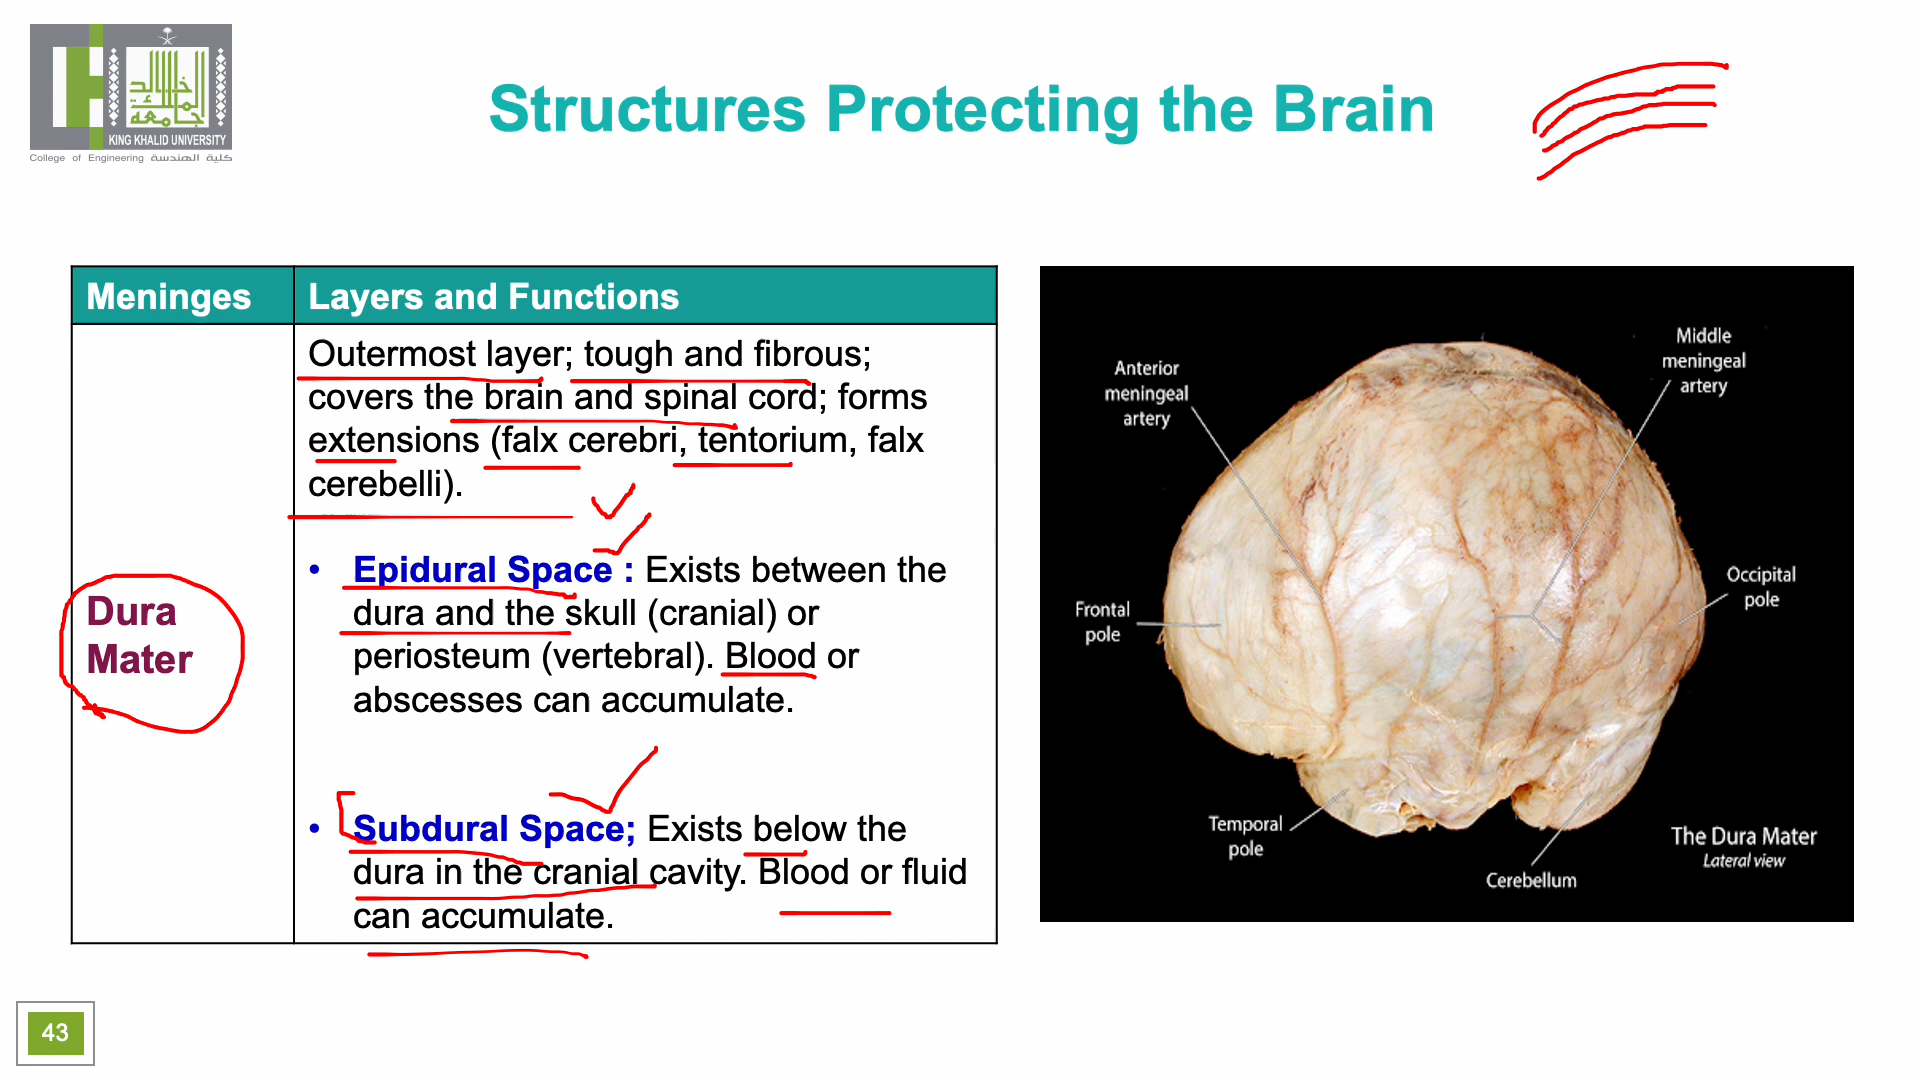 جامعة
الملك
خالد
KING KHALID UNIVERSITY
College of Engineering كلية الهندسة
Structures Protecting the Brain
Meninges
Layers and Functions
Dura
Mater
Outermost layer; tough and fibrous;
covers the brain and spinal cord; forms
extensions (falx cerebri, tentorium, falx
cerebelli).
• Epidural Space : Exists between the
dura and the skull (cranial) or
periosteum (vertebral). Blood or
abscesses can accumulate.
• Subdural Space; Exists below the
dura in the cranial cavity. Blood or fluid
can accumulate.
Anterior
meningeal
artery
Middle
meningeal
artery
Frontal
pole
Occipital
pole
Temporal
pole
Cerebellum
The Dura Mater
Lateral view
43